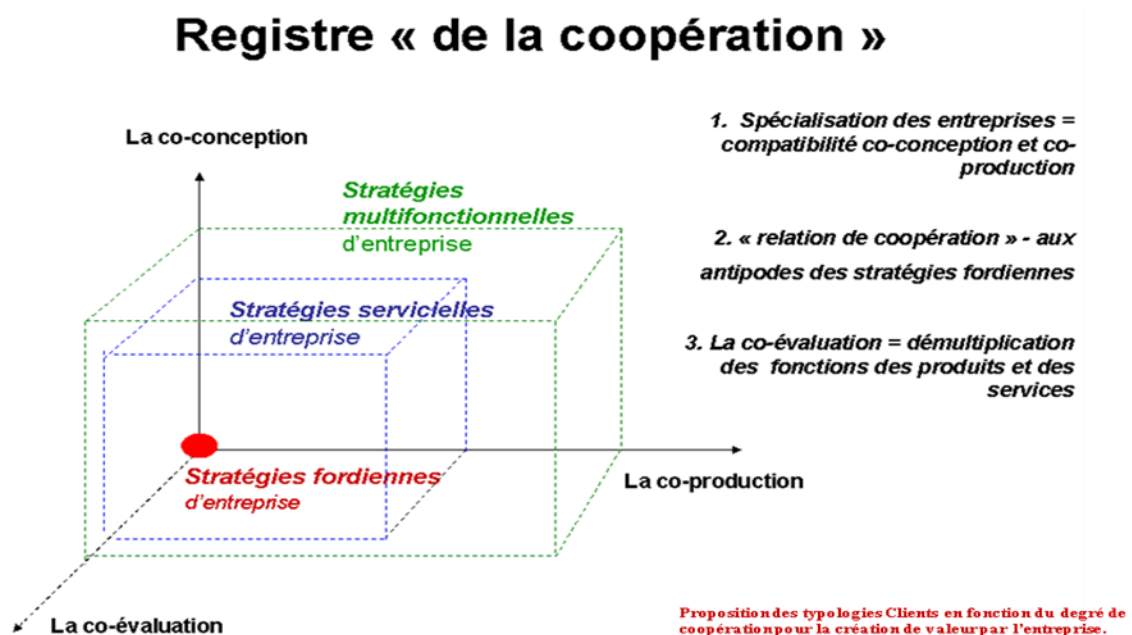 Registre « de la coopération »
La co-conception
Stratégies
multifonctionnelles
d'entreprise
Stratégies servicielles
d'entreprise
Stratégies fordiennes
d'entreprise
La co-production
La co-évaluation
1. Spécialisation des entreprises =
compatibilité co-conception et co-
production
2. « relation de coopération » - aux
antipodes des stratégies fordiennes
3. La co-évaluation = démultiplication
des fonctions des produits et des
services
Proposition des typologies Clients en fonction du degré de
coopération pour la création de valeur par l'entreprise.